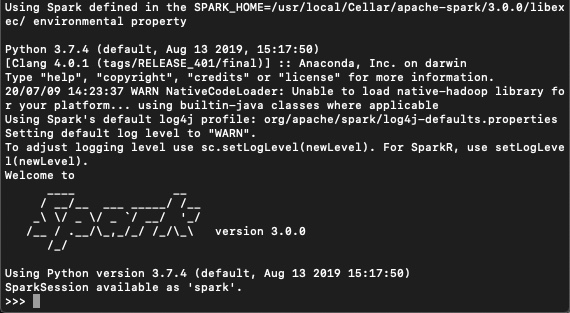 Using Spark defined in the SPARK_HOME=/usr/local/Cellar/apache-spark/3.0.0/libex
ec/ environmental property
Python 3.7.4 (default, Aug 13 2019, 15:17:50)
[Clang 4.0.1 (tags/RELEASE_401/final)] :: Anaconda, Inc. on darwin
Type "help", "copyright", "credits" or "license" for more information.
20/07/09 14:23:37 WARN NativeCodeLoader: Unable to load native-hadoop library fo
r your platform... using builtin-java classes where applicable
Using Spark's default log4j profile: org/apache/spark/log4j-defaults.properties
Setting default log level to "WARN".
To adjust logging level use sc.setLogLevel(newLevel). For SparkR, use setLogLeve
l(newLevel).
Welcome to
      ____              __
     / __/__  ___ _____/ /__
    _\ \/ _ \/ _ `/ __/  '_/
   /__ / .__/\_,_/_/ /_/\_\   version 3.0.0
      /_/
Using Python version 3.7.4 (default, Aug 13 2019 15:17:50)
SparkSession available as 'spark'.
>>>